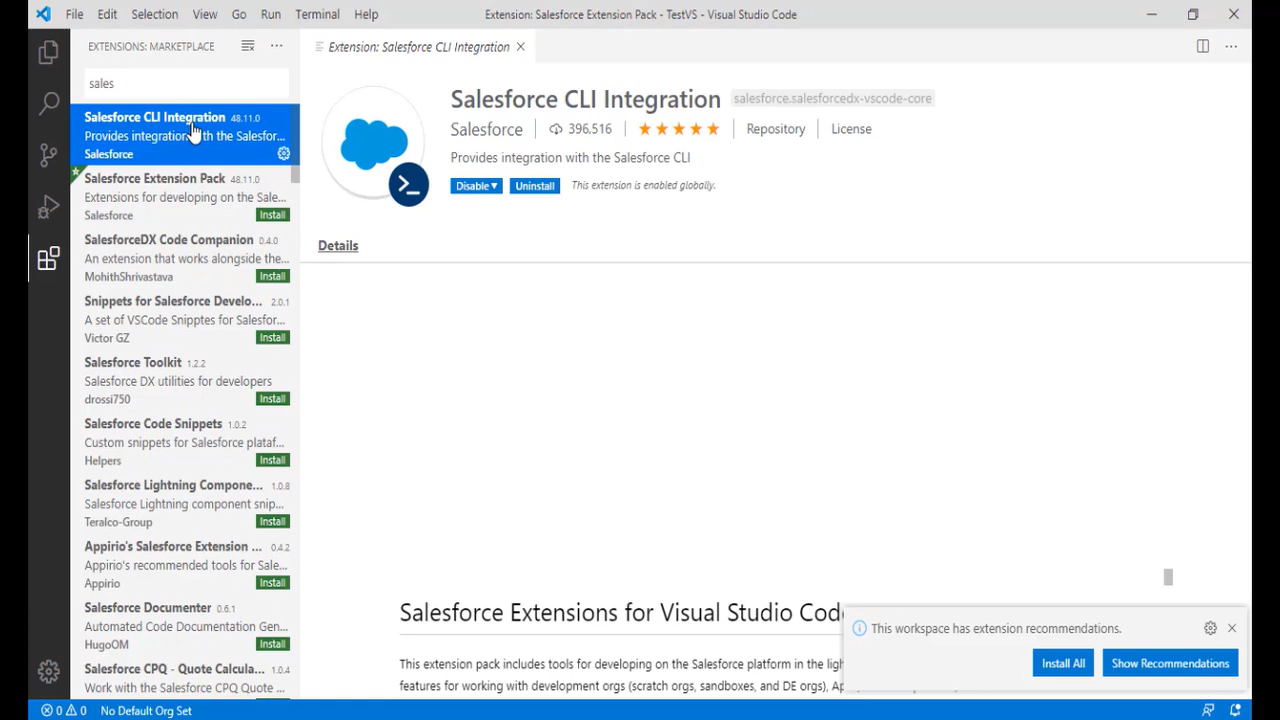 File Edit Selection View Go Run Terminal Help
Extension: Salesforce Extension Pack - TestVS - Visual Studio Code
EXTENSIONS: MARKETPLACE
sales
Salesforce CLI Integration 48.11.0
Provides integration with the Salesfor...
Salesforce
Salesforce Extension Pack 48.11.0
Extensions for developing on the Sale...
Salesforce Install
SalesforceDX Code Companion 0.4.0
An extension that works alongside the...
MohithShrivastava Install
Snippets for Salesforce Develo... 2.0.1
A set of VSCode Snipptes for Salesfor...
Victor GZ Install
Salesforce Toolkit 1.2.2
Salesforce DX utilities for developers
drossi750 Install
Salesforce Code Snippets 1.0.2
Custom snippets for Salesforce plataf...
Helpers Install
Salesforce Lightning Compone... 1.0.8
Salesforce Lightning component snip...
Teralco-Group Install
Appirio's Salesforce Extension ... 0.4.2
Appirio's recommended tools for Sale...
Appirio Install
Salesforce Documenter 0.6.1
Automated Code Documentation Gen...
HugoOM Install
Salesforce CPQ - Quote Calcula... 1.0.4
Work with the Salesforce CPQ Quote ...
Extension: Salesforce CLI Integration
Salesforce CLI Integration salesforce.salesforcedx-vscode-core
Salesforce 396,516 Repository License
Provides integration with the Salesforce CLI
Disable Uninstall This extension is enabled globally.
Details
Salesforce Extensions for Visual Studio Code
This extension pack includes tools for developing on the Salesforce platform in the ligh
features for working with development orgs (scratch orgs, sandboxes, and DE orgs), A
This workspace has extension recommendations.
Install All Show Recommendations
0 0 No Default Org Set